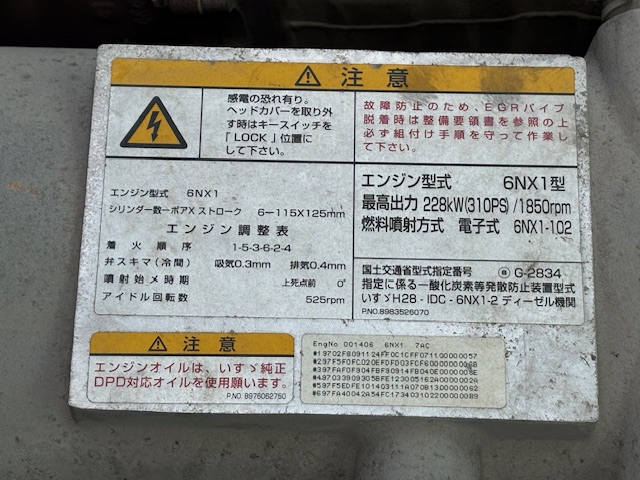 注意
感電の恐れ有り。
ヘッドカバーを取り外
す時はキースイッチを
「LOCK」位置に
して下さい。
故障防止のため、EGRパイプ
脱着時は整備要領書を参照の上
必ず組付け手順を守って作業し
て下さい。
エンジン型式 6NX1
シリンダー数ーボアXストローク 6-115X125mm
エンジン調整表
着火順序 1-5-3-6-2-4
弁スキマ(冷間) 吸気0.3mm 排気0.4mm
噴射始メ時期 上死点前 0°
アイドル回転数 525rpm
エンジン型式 6NX1型
最高出力 228kW(310PS)/1850rpm
燃料噴射方式 電子式 6NX1-102
国土交通省型式指定番号 G-2834
指定に係る一酸化炭素等発散防止装置型式
いすゞH28-IDC-6NX1-2 ディーゼル機関
P.NO.8983526070
注意
エンジンオイルは、いすゞ純正
DPD対応オイルを使用願います。
P.NO. 8976062750
EngNo 001406 6NX1 7AC